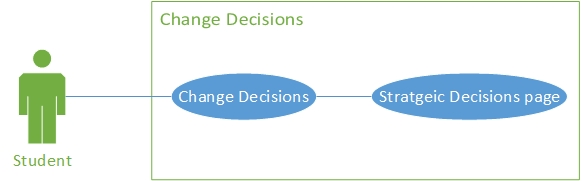 Change Decisions
Change Decisions
Stratgeic Decisions page
Student